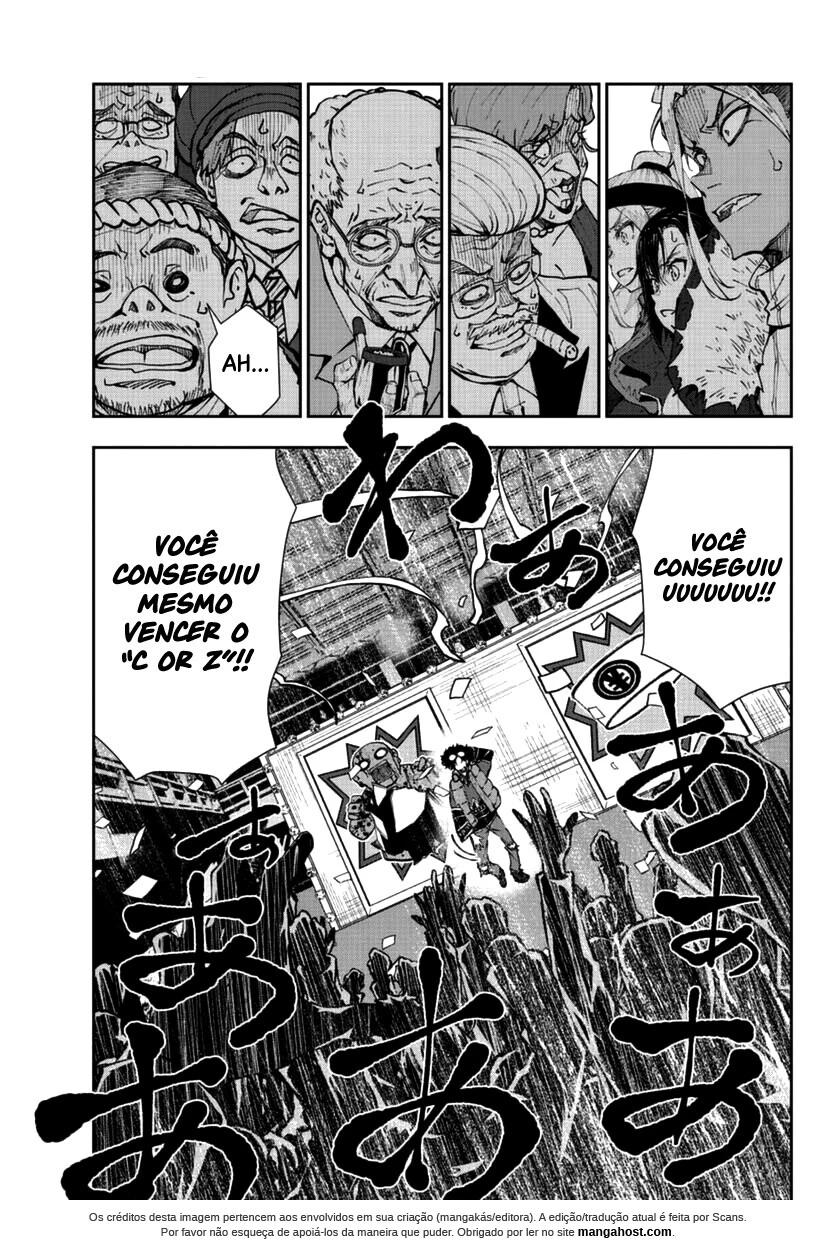 AH...
わ
あ
VOCÊ
CONSEGUIU
UUUUUUU!!
VOCÊ
CONSEGUIU
MESMO
VENCER O
"C OR Z"!!
あ
あ
あ
あ
あ
あ
あ
Os créditos desta imagem pertencem aos envolvidos em sua criação (mangakás/editora). A edição/tradução atual é feita por Scans.
Por favor não esqueça de apoiá-los da maneira que puder. Obrigado por ler no site mangahost.com.